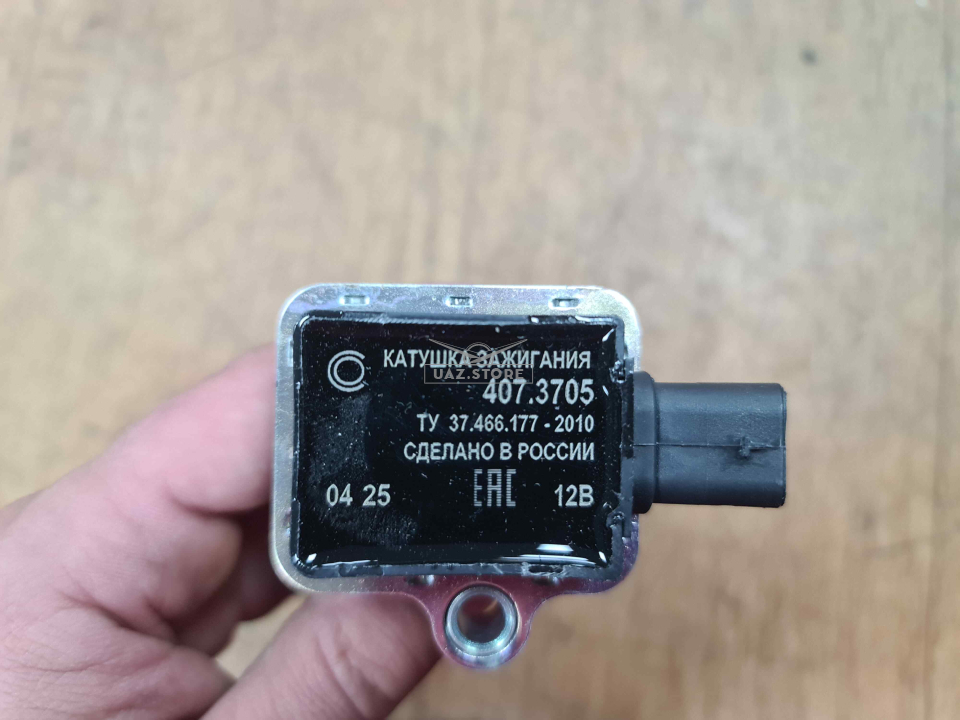 КАТУШКА ЗАЖИГАНИЯ
UAZ.STORE
407.3705
ТУ 37.466.177 - 2010
СДЕЛАНО В РОССИИ
04 25 ЕАС 12В